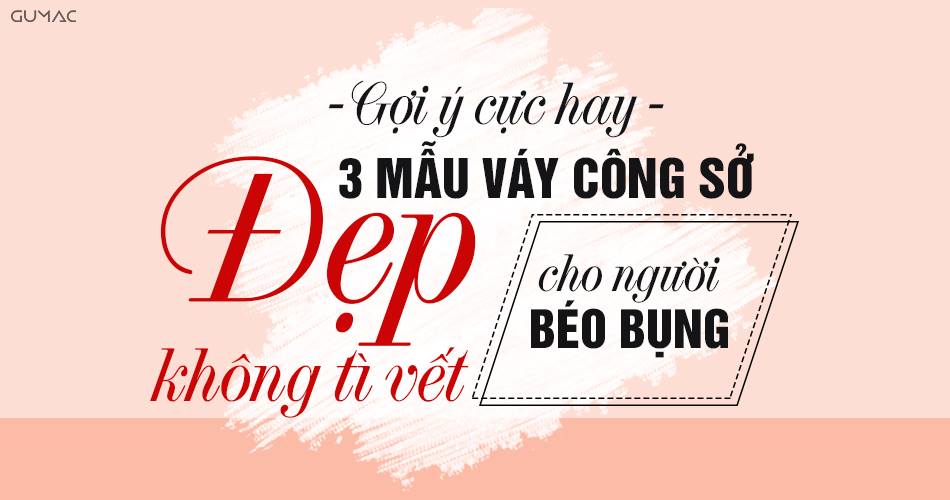 GUMAC
- Gợi ý cực hay -
3 MẪU VÁY CÔNG SỞ
Đẹp
không tì vết
cho người
BÉO BỤNG